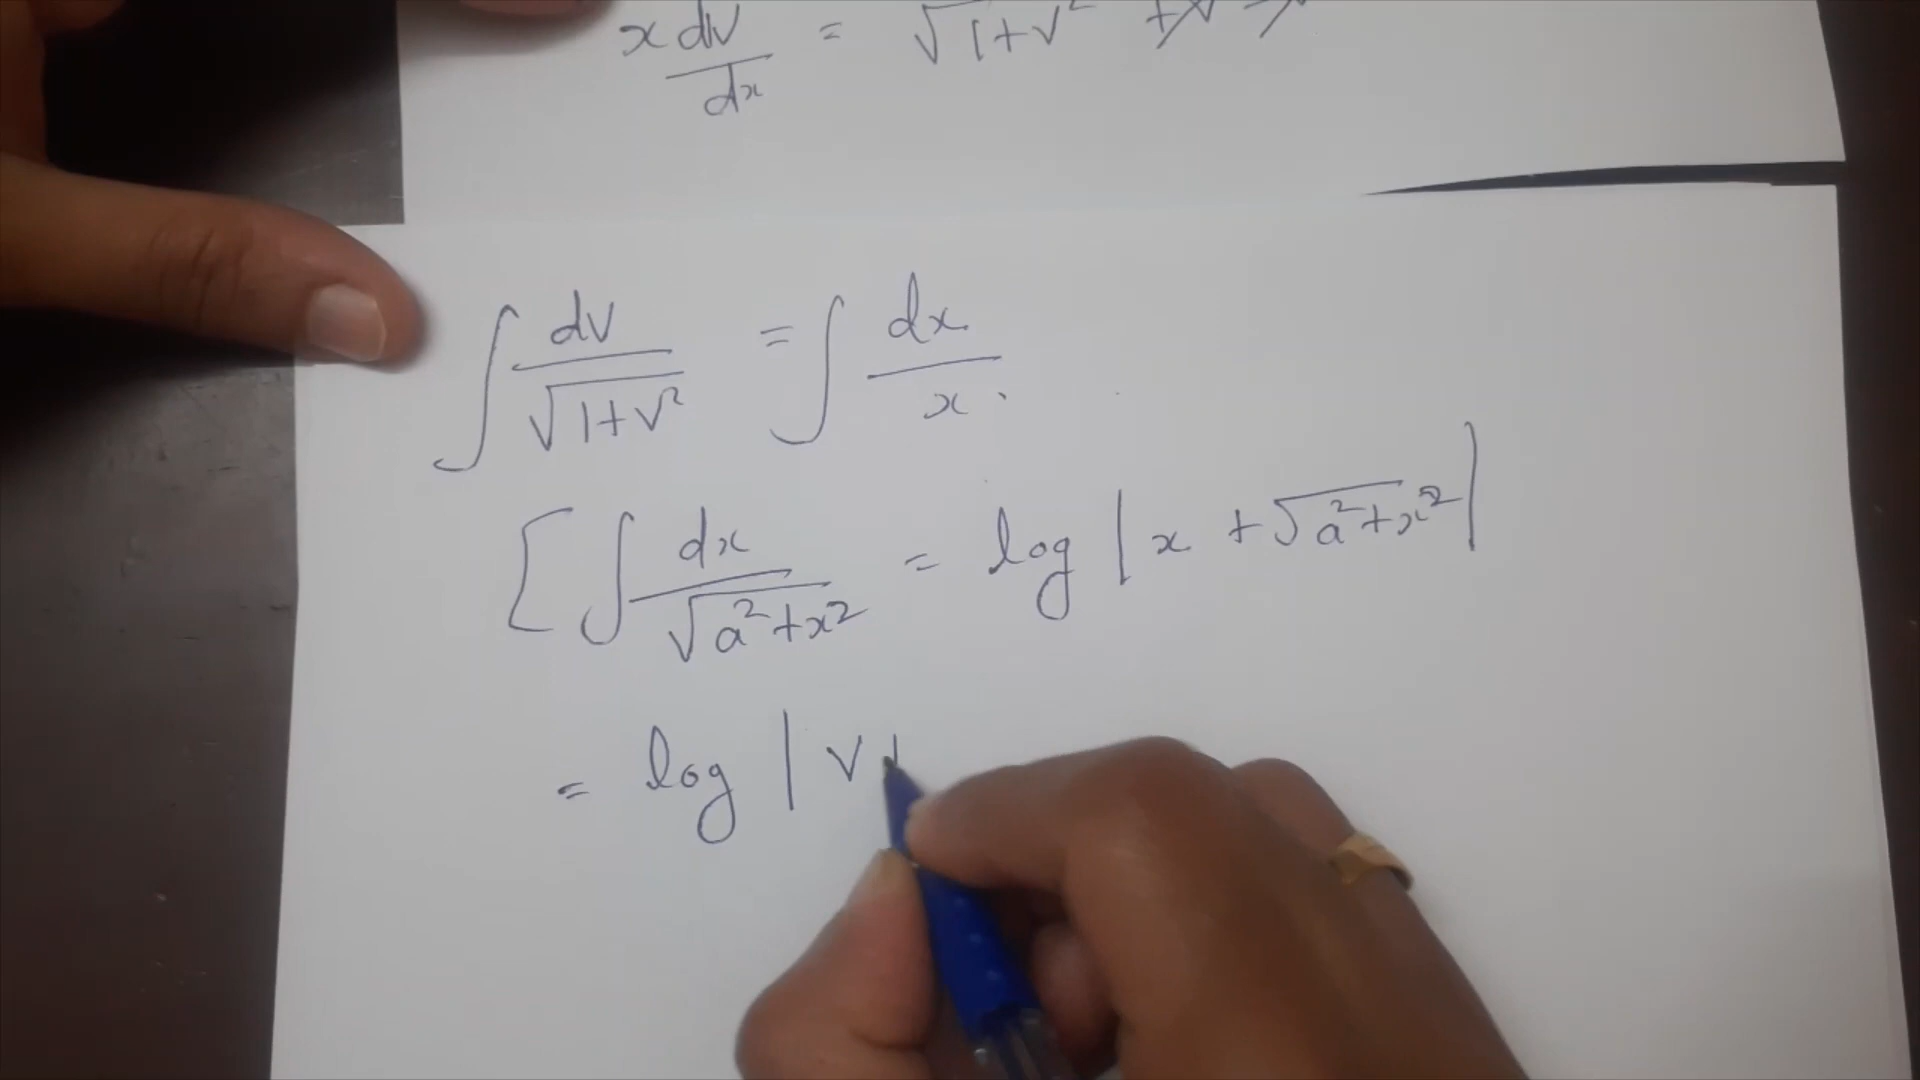 x dv/dx = √1+v² + v - v
∫ dv/√1+v² = ∫ dx/x.
[ ∫ dx/√a²+x² = log | x + √a²+x² |
= log | v +